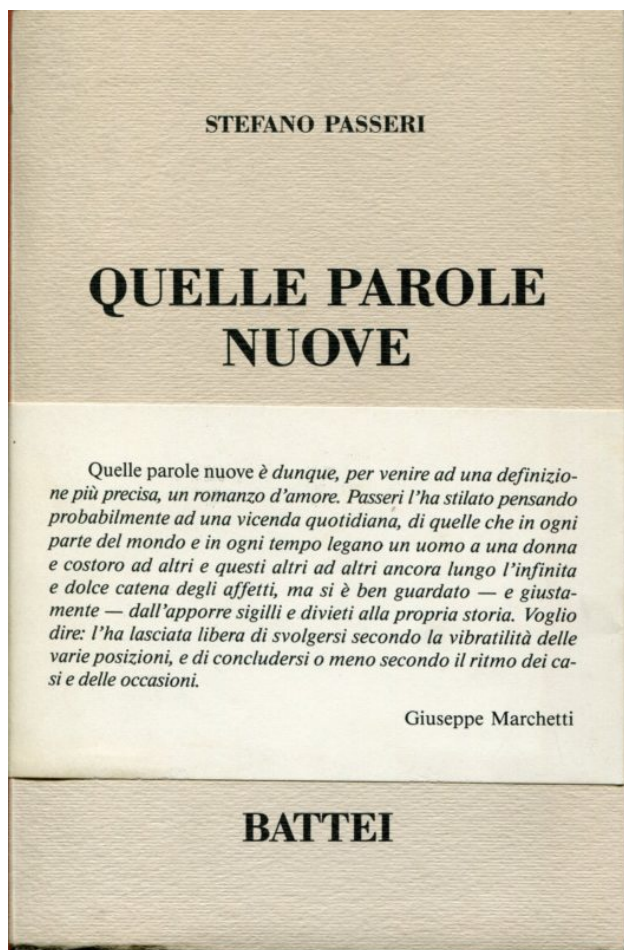 STEFANO PASSERI
QUELLE PAROLE
NUOVE
Quelle parole nuove è dunque, per venire ad una definizio-
ne più precisa, un romanzo d'amore. Passeri l'ha stilato pensando
probabilmente ad una vicenda quotidiana, di quelle che in ogni
parte del mondo e in ogni tempo legano un uomo a una donna
e costoro ad altri e questi altri ad altri ancora lungo l'infinita
e dolce catena degli affetti, ma si è ben guardato — e giusta-
mente — dall'apporre sigilli e divieti alla propria storia. Voglio
dire: l'ha lasciata libera di svolgersi secondo la vibratilità delle
varie posizioni, e di concludersi o meno secondo il ritmo dei ca-
si e delle occasioni.
Giuseppe Marchetti
BATTEI